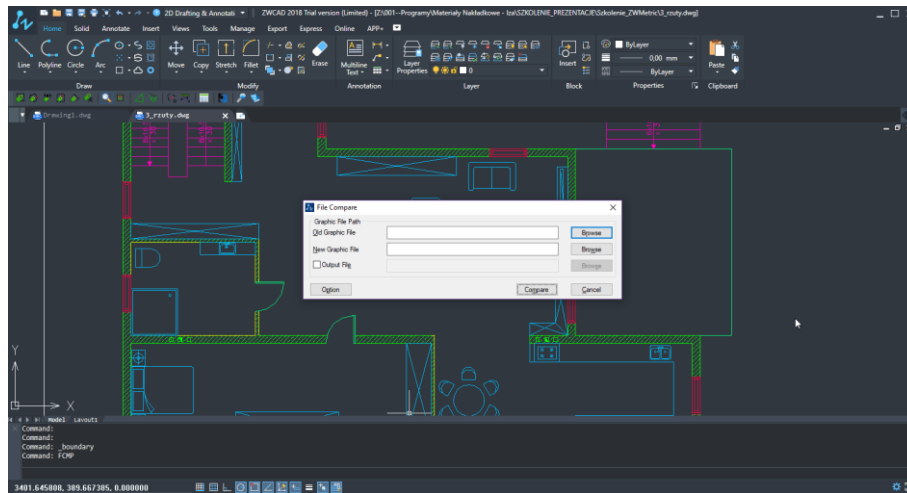 2D Drafting & Annotati
ZWCAD 2018 Trial version (Limited) - [Z:\001--Programy\Materiały Nakładkowe - Iza\SZKOLENIE_PREZENTACJE\Szkolenie_ZWMetric\3_rzuty.dwg]
Home Solid Annotate Insert Views Tools Manage Export Express Online APP+
Line Polyline Circle Arc Move Copy Stretch Fillet Erase Multiline Text Layer Properties Insert Paste
ByLayer
0,00 mm
0
ByLayer
Draw Modify Annotation Layer Block Properties Clipboard
Drawing1.dwg 3_rzuty.dwg
File Compare
Graphic File Path
Old Graphic File Browse
New Graphic File Browse
Output File Browse
Option Compare Cancel
Y
X
Model Layout1
Command:
Command:
Command: _boundary
Command: FCMP
3401.645808, 389.667385, 0.000000